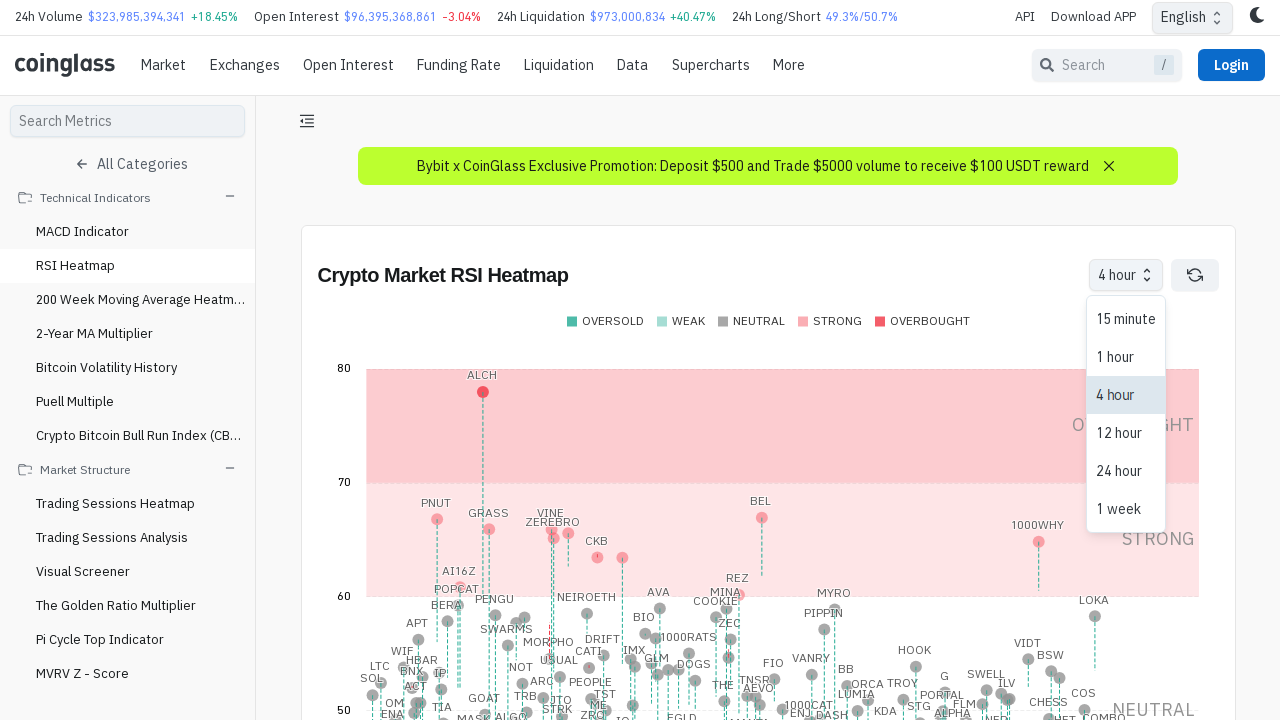 24h Volume $323,985,394,341 +18.45% Open Interest $96,395,368,861 -3.04% 24h Liquidation $973,000,834 +40.47% 24h Long/Short 49.3%/50.7% API Download APP English
coinglass Market Exchanges Open Interest Funding Rate Liquidation Data Supercharts More Search / Login
Search Metrics
All Categories
Technical Indicators
MACD Indicator
RSI Heatmap
200 Week Moving Average Heatm...
2-Year MA Multiplier
Bitcoin Volatility History
Puell Multiple
Crypto Bitcoin Bull Run Index (CB...
Market Structure
Trading Sessions Heatmap
Trading Sessions Analysis
Visual Screener
The Golden Ratio Multiplier
Pi Cycle Top Indicator
MVRV Z - Score
Bybit x CoinGlass Exclusive Promotion: Deposit $500 and Trade $5000 volume to receive $100 USDT reward
Crypto Market RSI Heatmap
4 hour
15 minute
1 hour
4 hour
12 hour
24 hour
1 week
OVERSOLD WEAK NEUTRAL STRONG OVERBOUGHT
80
ALCH
70
PNUT GRASS VINE BEL
ZEREBRO 1000WHY
CKB STRONG
AI16Z REZ
POPCAT AVA MINA MYRO
60
PENGU NEIROETH COOKIE LOKA
BERA
APT SWARMS BIO ZEC PIPPIN
MORPHO DRIFT 1000RATS VIDT
WIF CATI IMX HOOK BSW
HBAR USUAL GLM DOGS FIO VANRY
LTC NOT BB
SOL BNX IP ARC PEOPLE TNSR ORCA TROY G SWELL ILV
ACT THE AEVO
GOAT TRB JTO TST LUMIA PORTAL COS
OM TIA STRK ME 1000CAT STG FLM CHESS
50
ENA ZRO DASH KDA ALPHA NEUTRAL
MASK ALGO EGLD COMBO